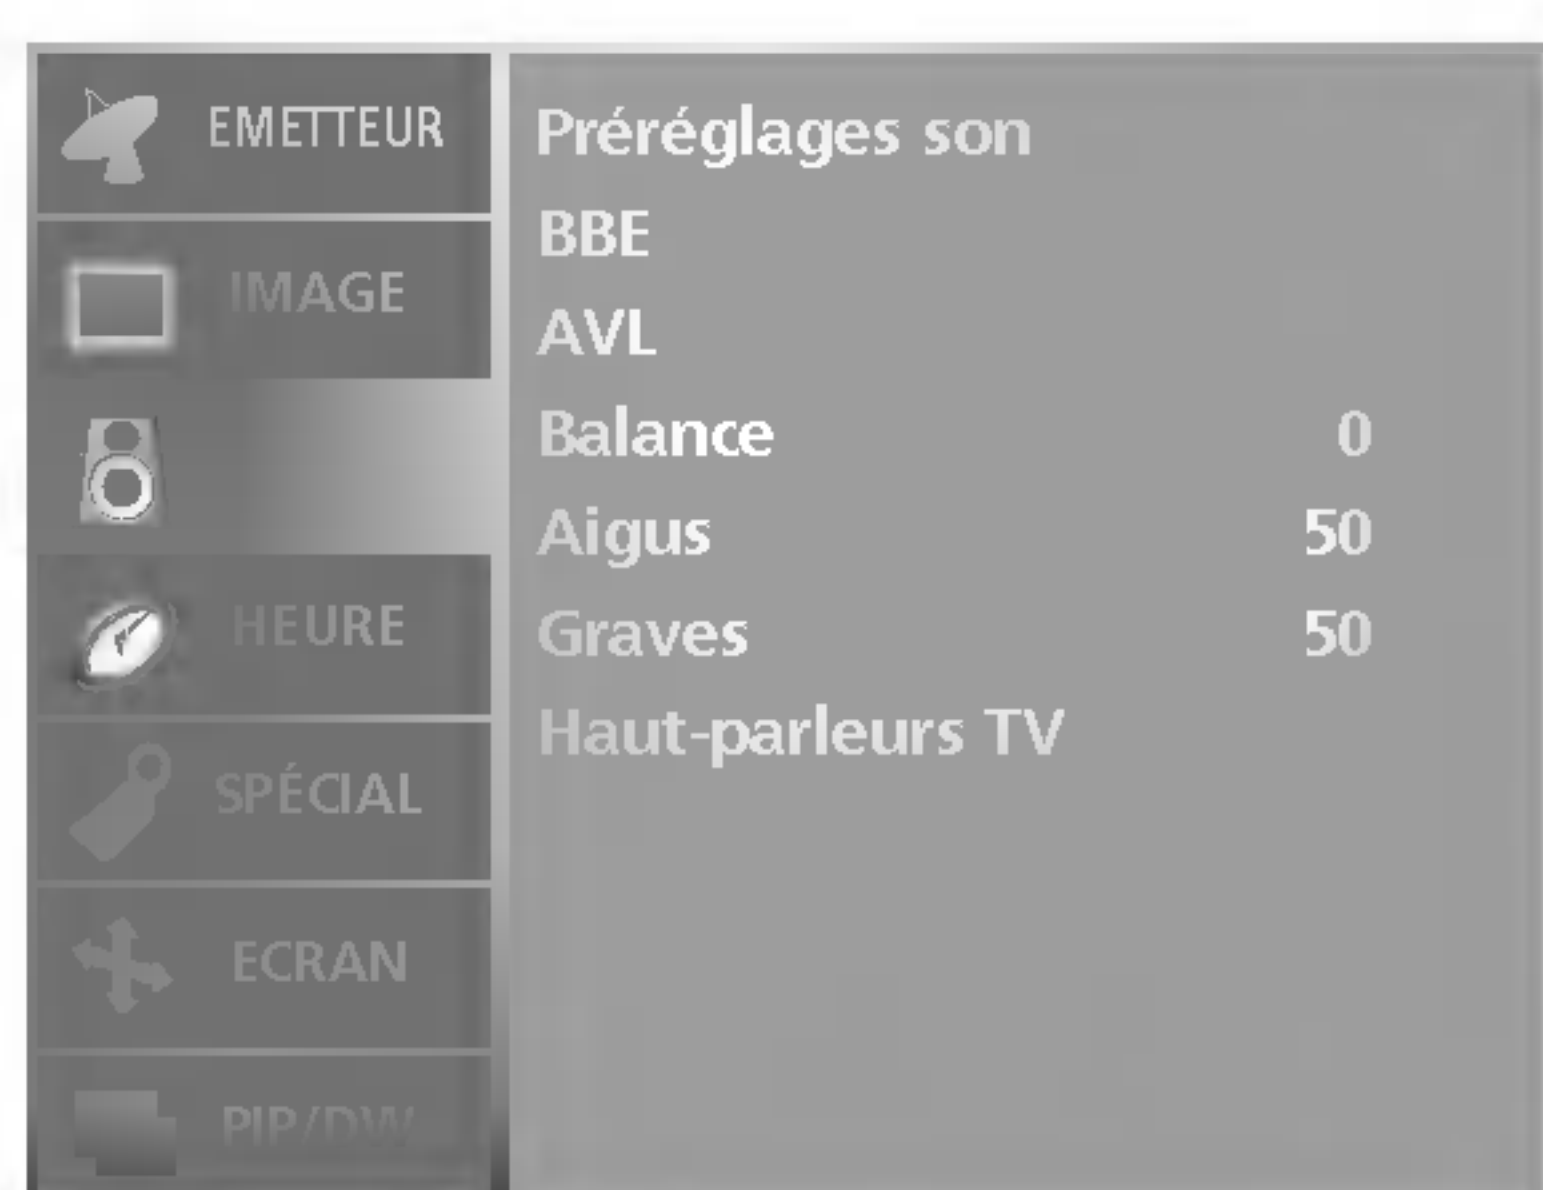 EMETTEUR
IMAGE
HEURE
SPÉCIAL
ECRAN
PIP/DW
Préréglages son
BBE
AVL
Balance 0
Aigus 50
Graves 50
Haut-parleurs TV